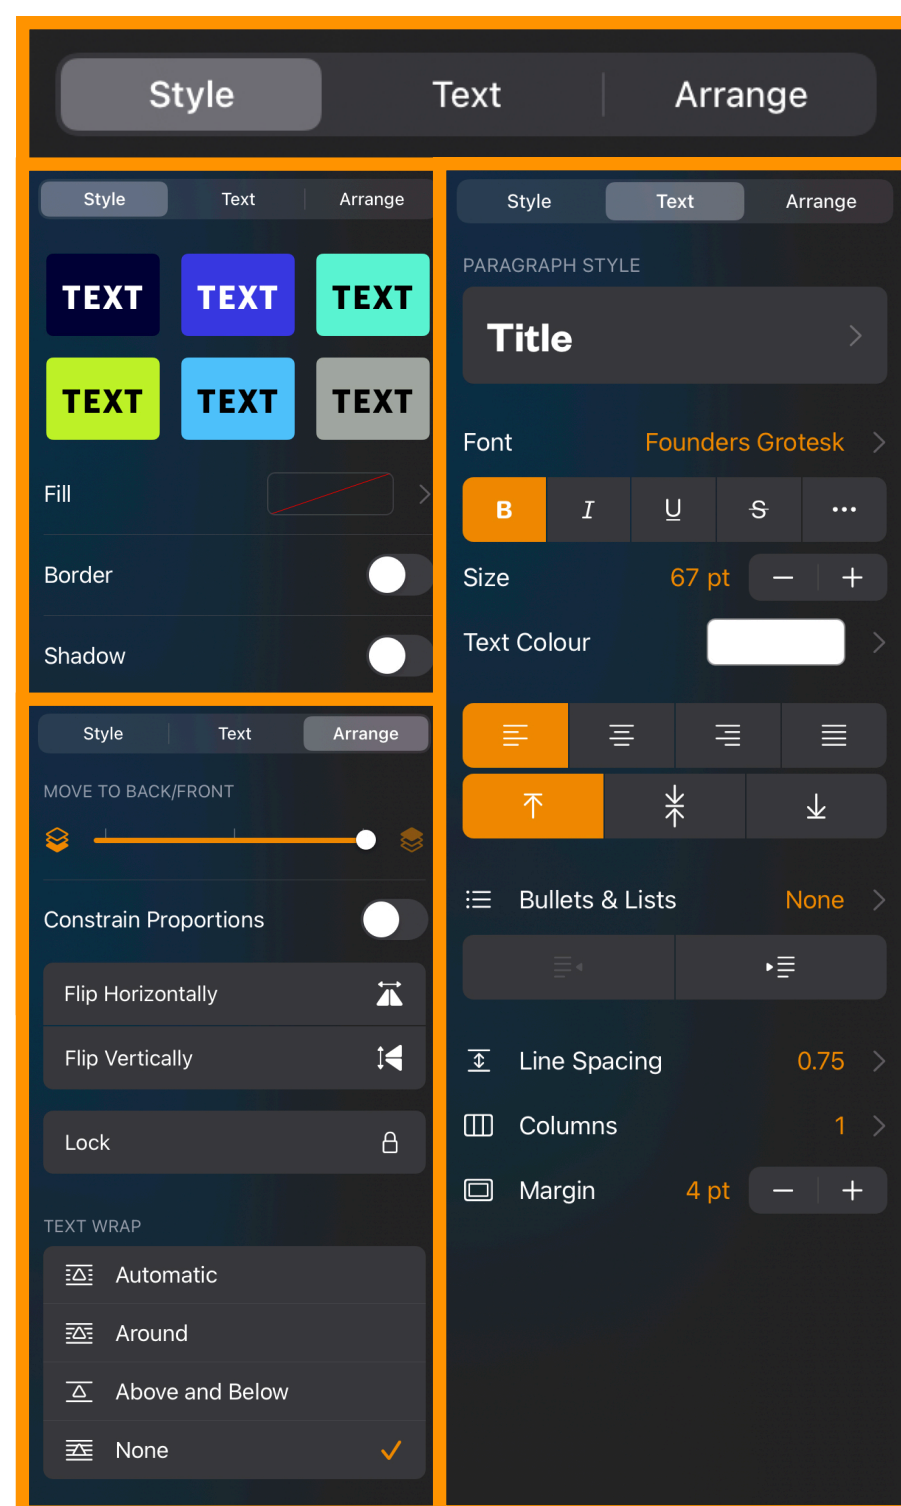 Style Text Arrange
Style Text Arrange
TEXT TEXT TEXT
TEXT TEXT TEXT
Fill
Border
Shadow
Style Text Arrange
MOVE TO BACK/FRONT
Constrain Proportions
Flip Horizontally
Flip Vertically
Lock
TEXT WRAP
Automatic
Around
Above and Below
None
Style Text Arrange
PARAGRAPH STYLE
Title
Font Founders Grotesk
B I U S
Size 67 pt
Text Colour
Bullets & Lists None
Line Spacing 0.75
Columns 1
Margin 4 pt